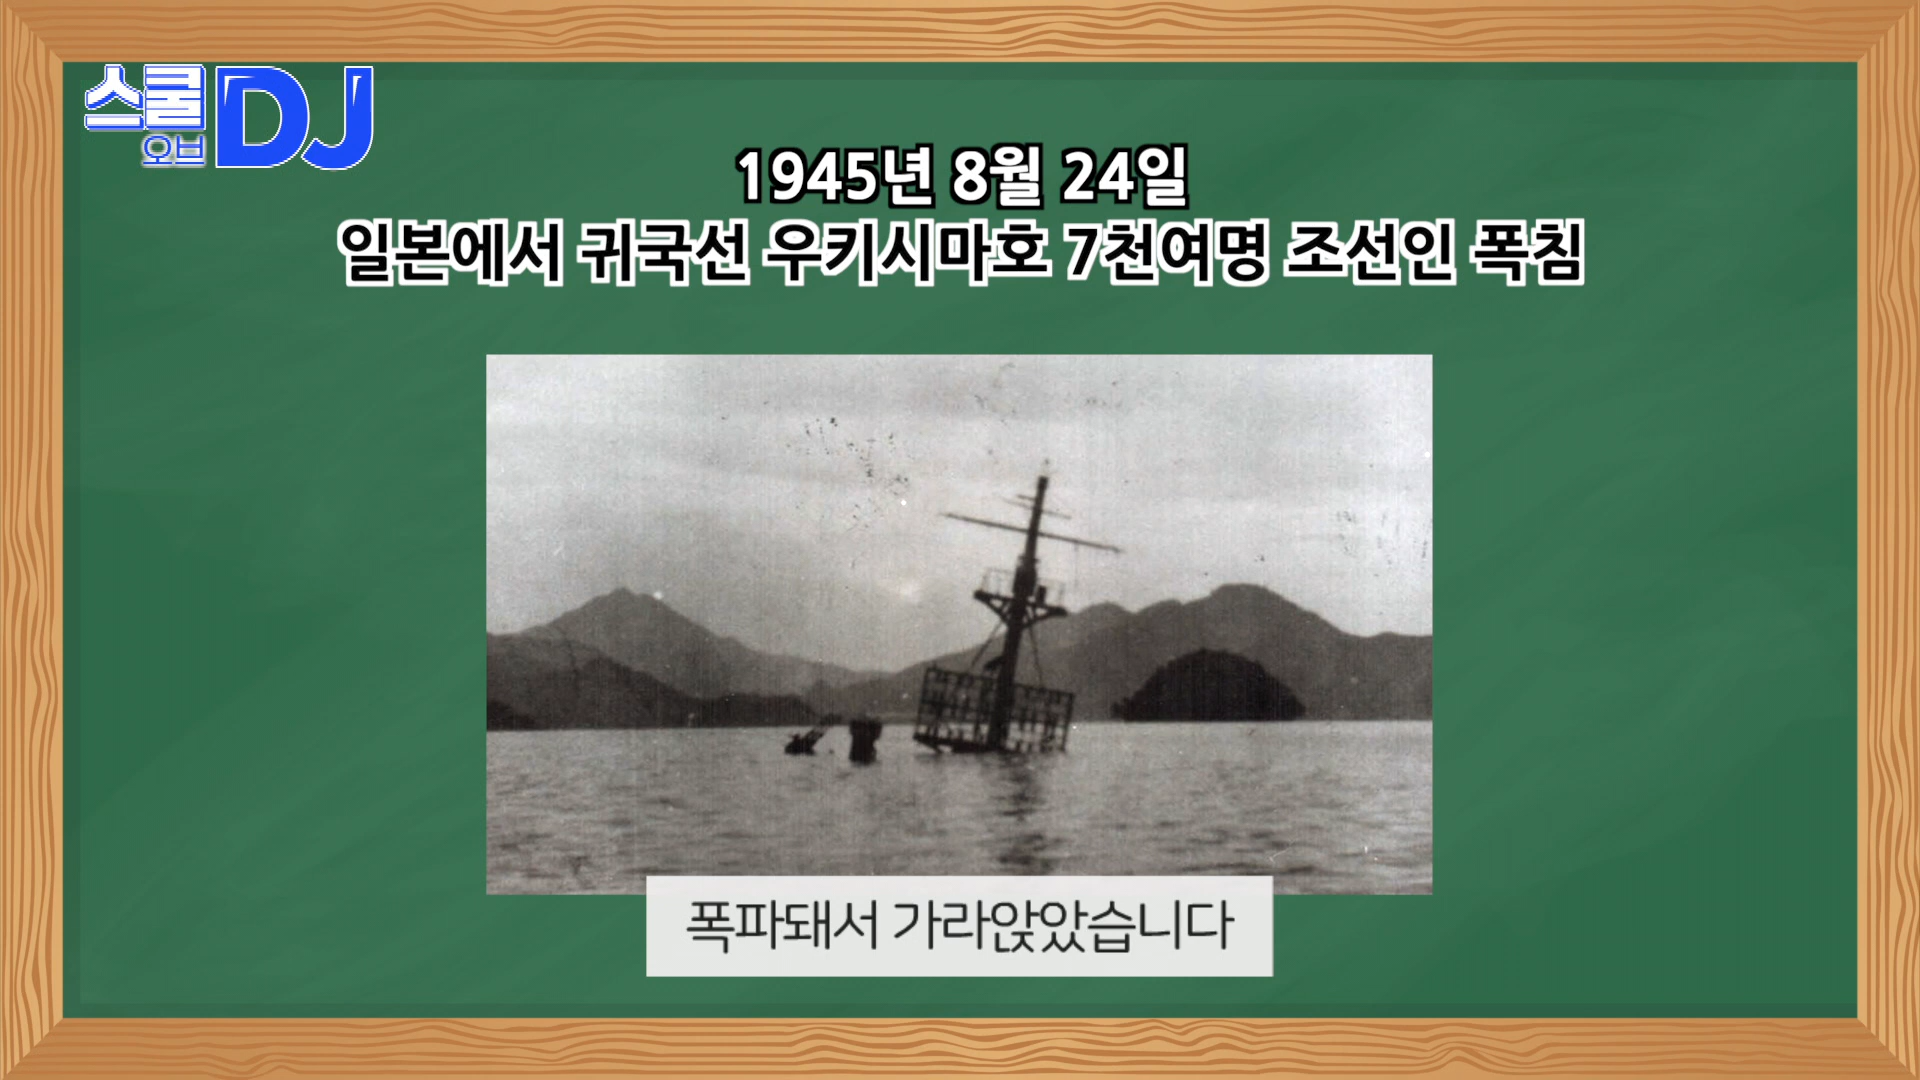 스쿨
오브
DJ
1945년 8월 24일
일본에서 귀국선 우키시마호 7천여명 조선인 폭침
폭파돼서 가라앉았습니다